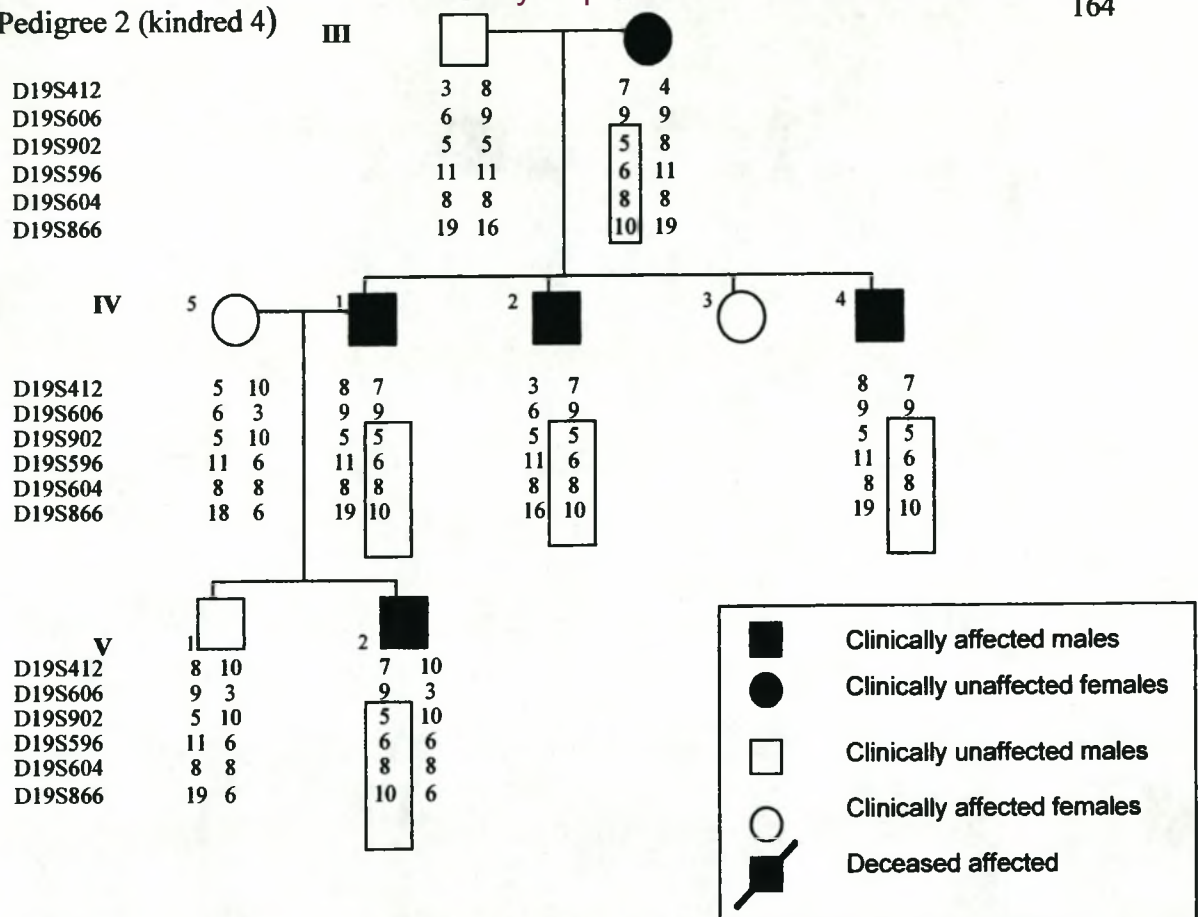 Pedigree 2 (kindred 4)
164
III
D19S412 3 8 7 4
D19S606 6 9 9 9
D19S902 5 5 5 8
D19S596 11 11 6 11
D19S604 8 8 8 8
D19S866 19 16 10 19
IV 5 1 2 3 4
D19S412 5 10 8 7 3 7 8 7
D19S606 6 3 9 9 6 9 9 9
D19S902 5 10 5 5 5 5 5 5
D19S596 11 6 11 6 11 6 11 6
D19S604 8 8 8 8 8 8 8 8
D19S866 18 6 19 10 16 10 19 10
V 1 2
D19S412 8 10 7 10
D19S606 9 3 9 3
D19S902 5 10 5 10
D19S596 11 6 6 6
D19S604 8 8 8 8
D19S866 19 6 10 6
Clinically affected males
Clinically unaffected females
Clinically unaffected males
Clinically affected females
Deceased affected